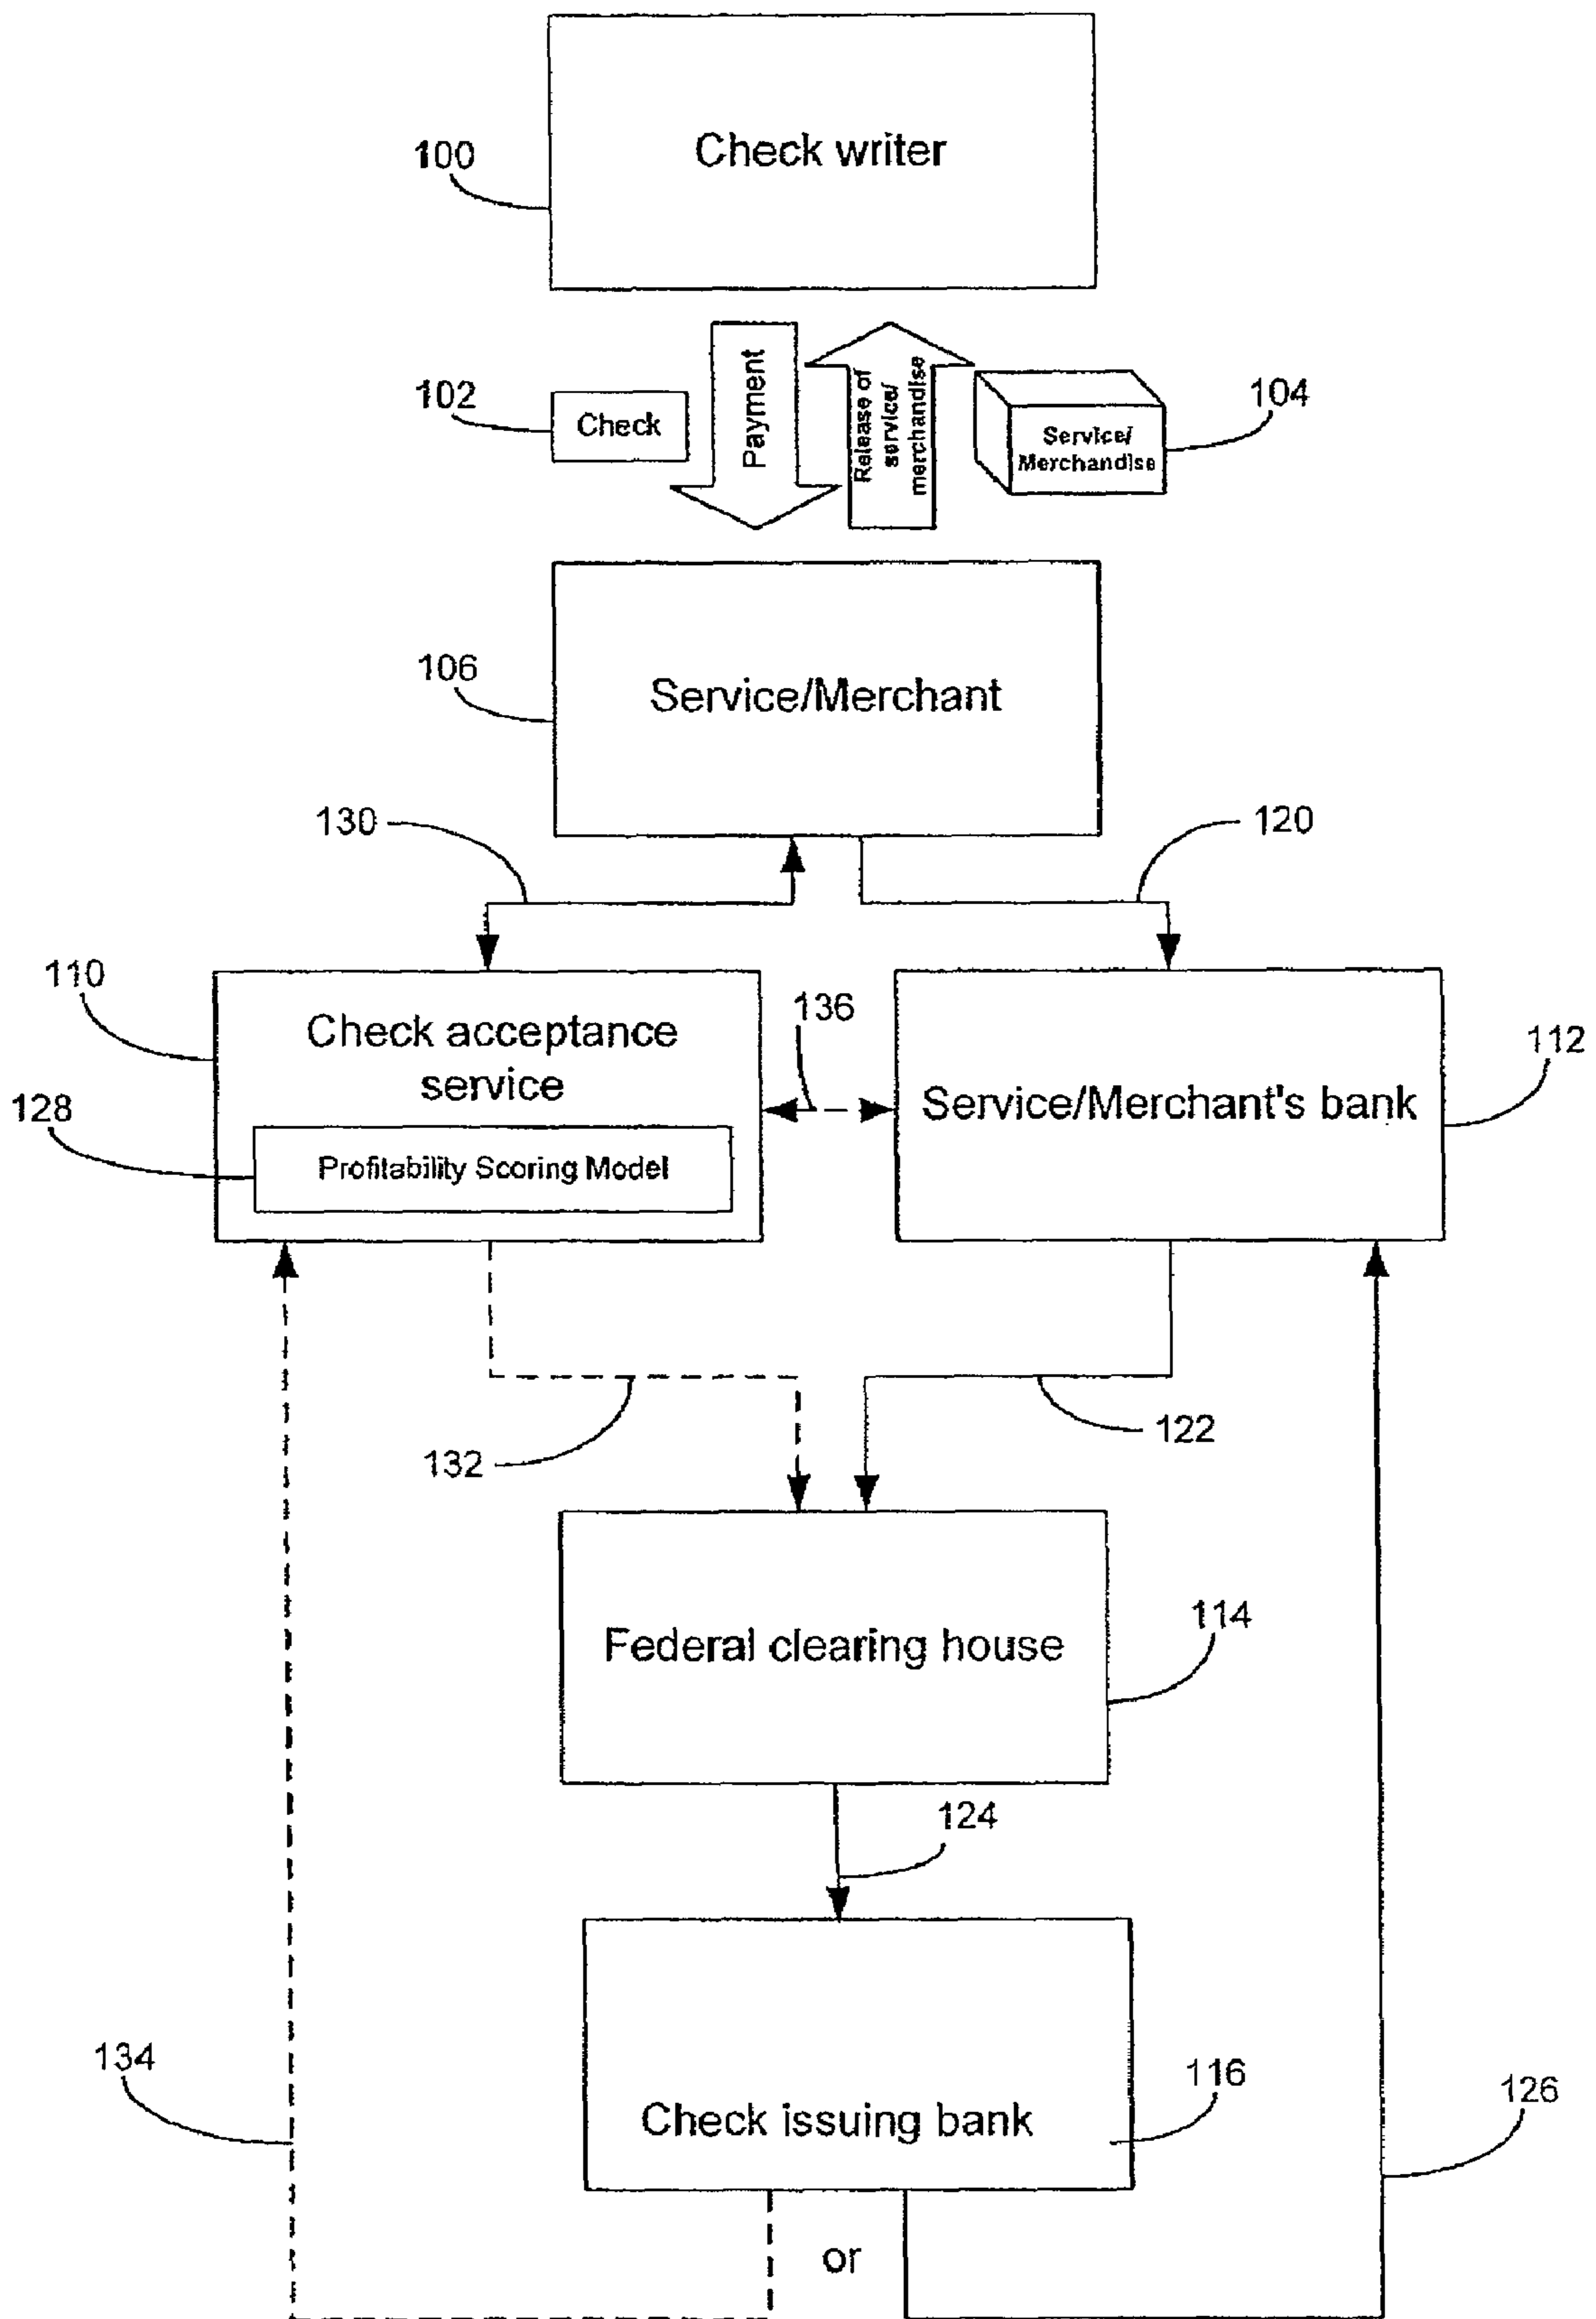 Check writer
100
102
Check
Payment
Release of
service/
merchandise
Service/
Merchandise
104
106
Service/Merchant
130
120
110
Check acceptance
service
136
112
128
Profitability Scoring Model
Service/Merchant's bank
132
122
Federal clearing house
114
124
134
116
Check issuing bank
126
or